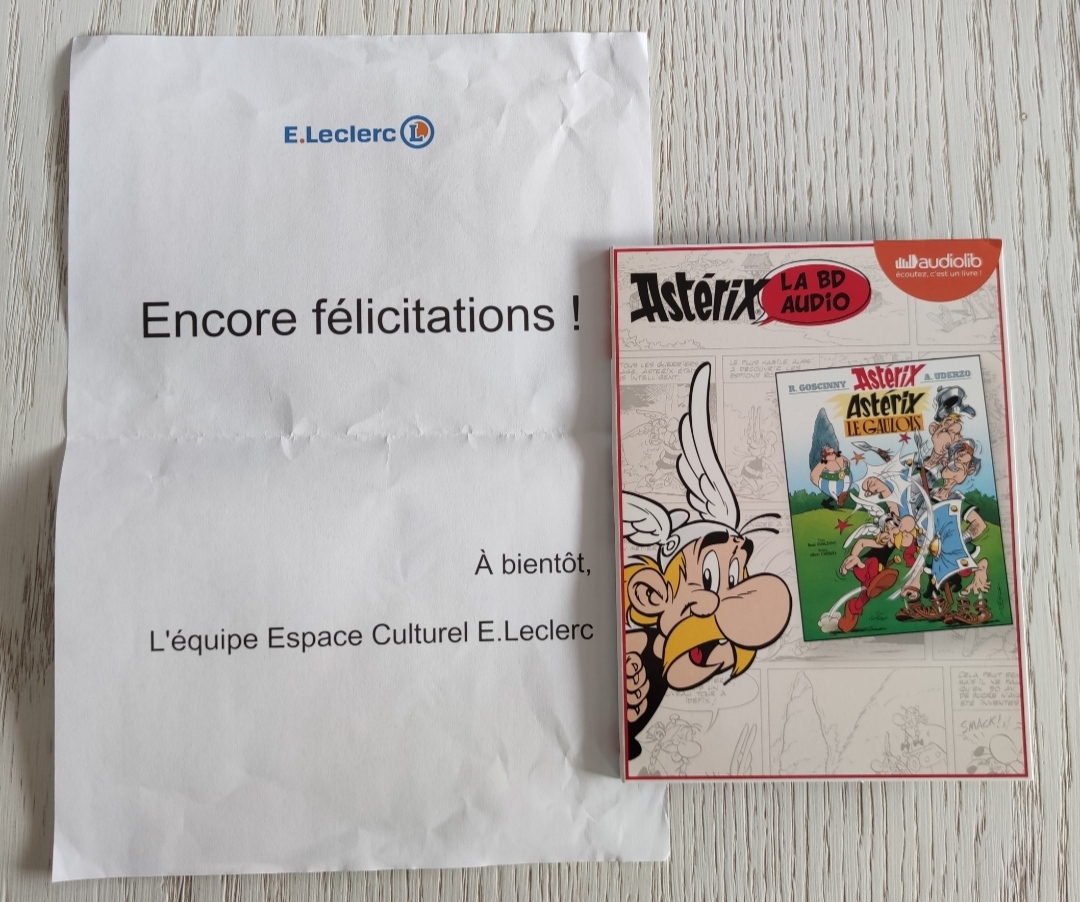 E.Leclerc L
Encore félicitations !
À bientôt,
L'équipe Espace Culturel E.Leclerc
audiolib
écoutez, c'est un livre !
Astérix
LA BD
AUDIO
R. GOSCINNY Astérix A. UDERZO
Astérix
LE GAULOIS
SMACK!